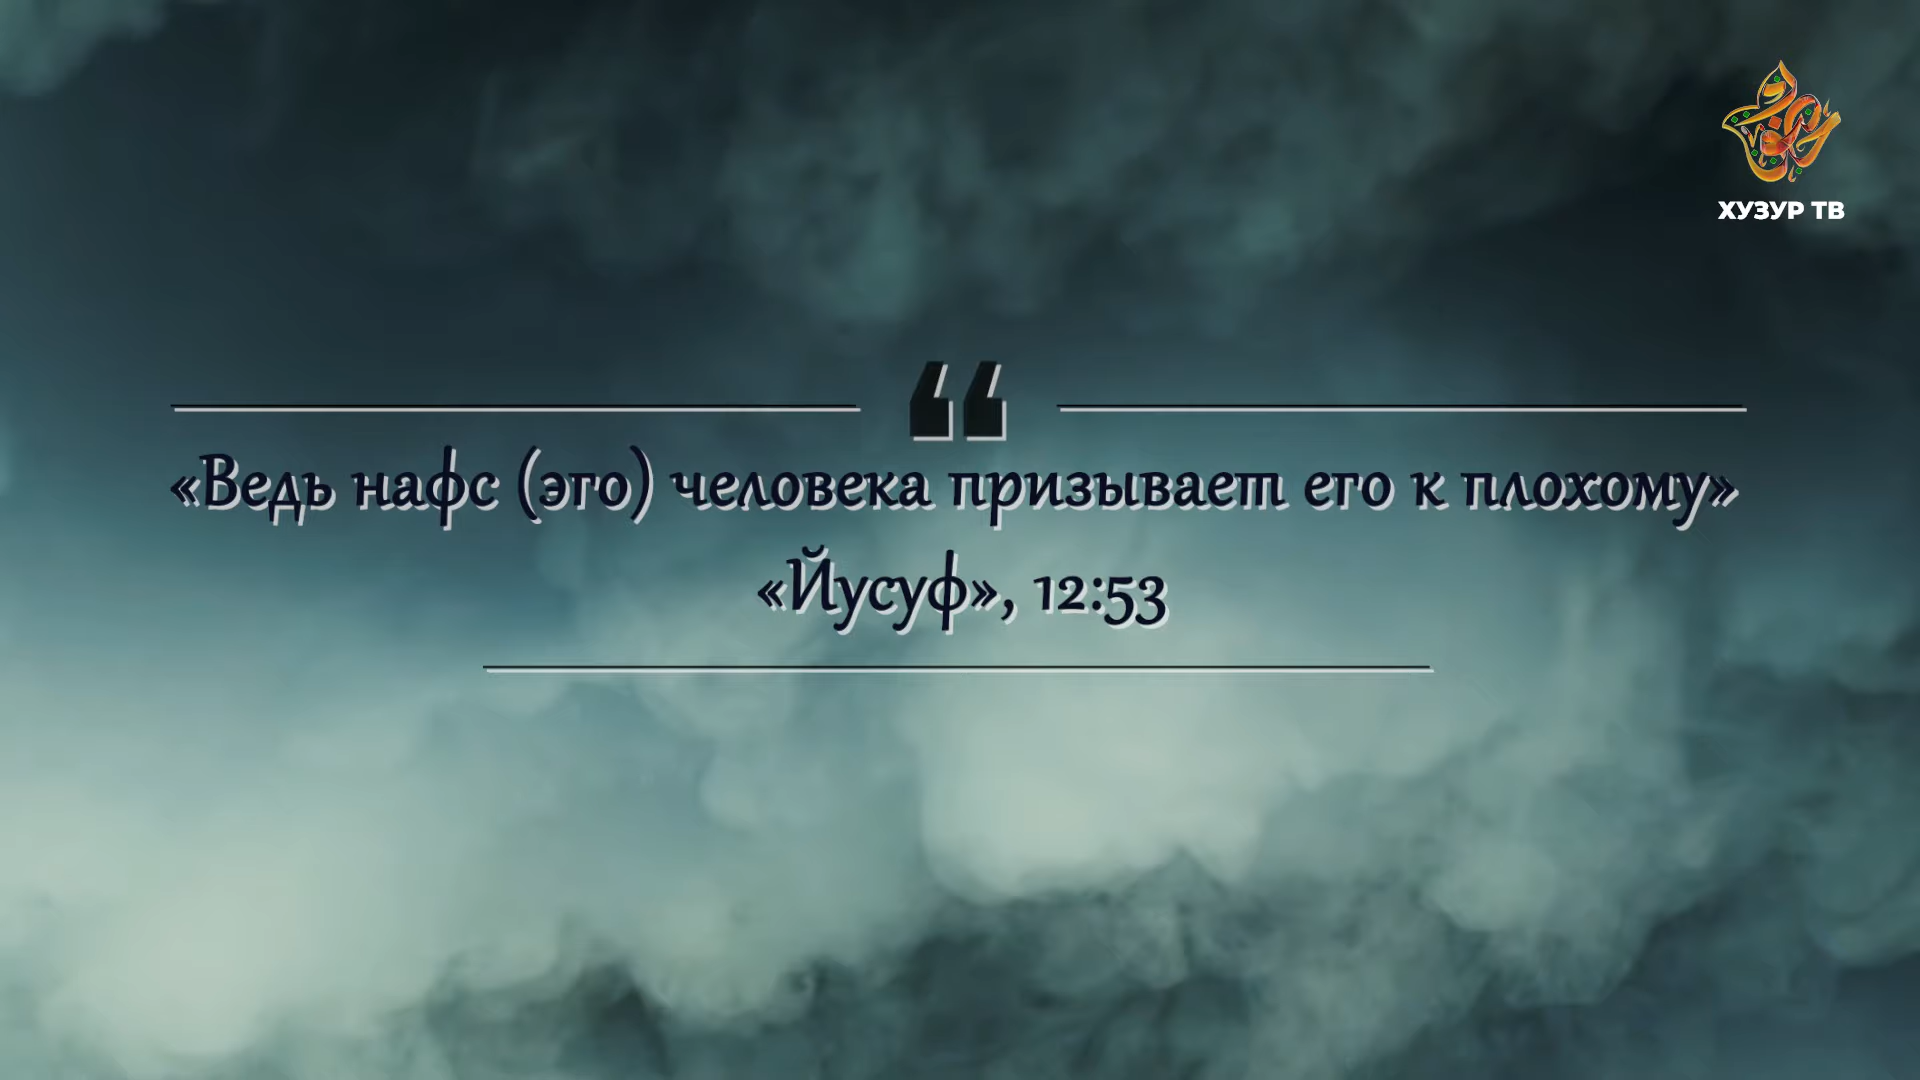 ХУЗУР ТВ
«Ведь нафс (эго) человека призывает его к плохому»
«Йусуф», 12:53